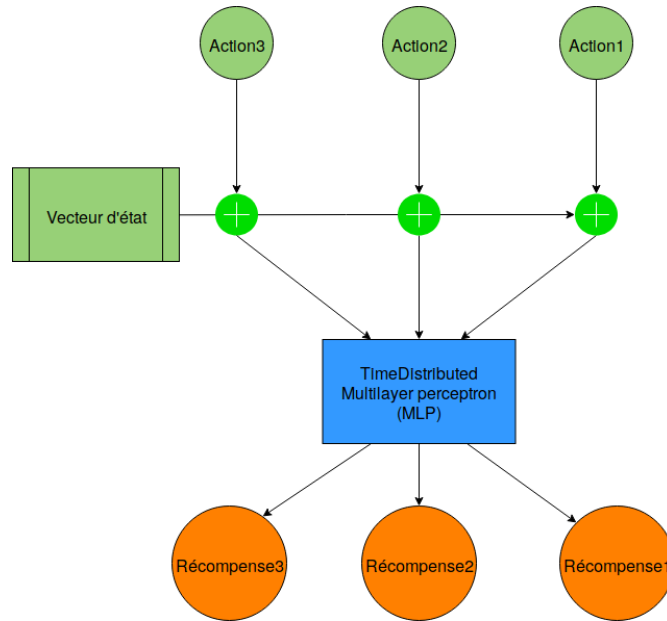 Action3
Action2
Action1
Vecteur d'état
TimeDistributed
Multilayer perceptron
(MLP)
Récompense3
Récompense2
Récompense1